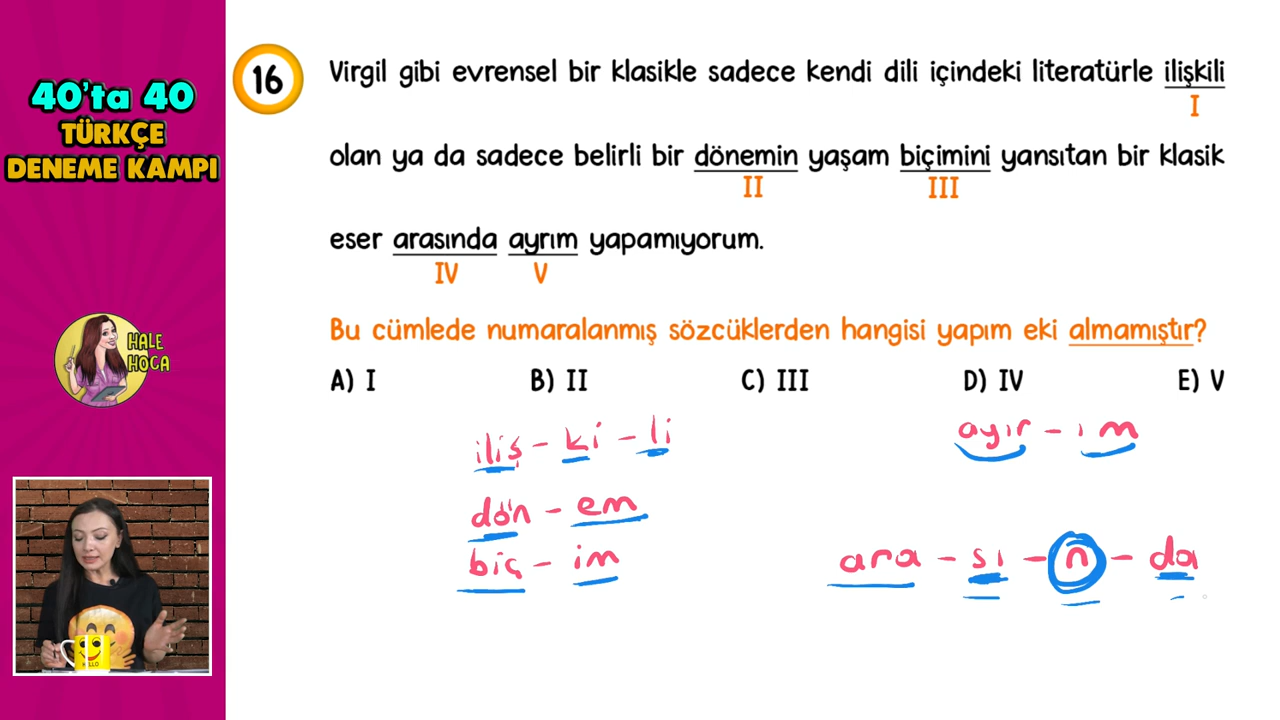 40'ta 40
TÜRKÇE
DENEME KAMPI
HALE
HOCA
HELLO
16
Virgil gibi evrensel bir klasikle sadece kendi dili içindeki literatürle ilişkili
I
olan ya da sadece belirli bir dönemin yaşam biçimini yansıtan bir klasik
II III
eser arasında ayrım yapamıyorum.
IV V
Bu cümlede numaralanmış sözcüklerden hangisi yapım eki almamıştır?
A) I B) II C) III D) IV E) V
iliş - ki - li
dön - em
biç - im
ayır - ım
ara - sı - n - da